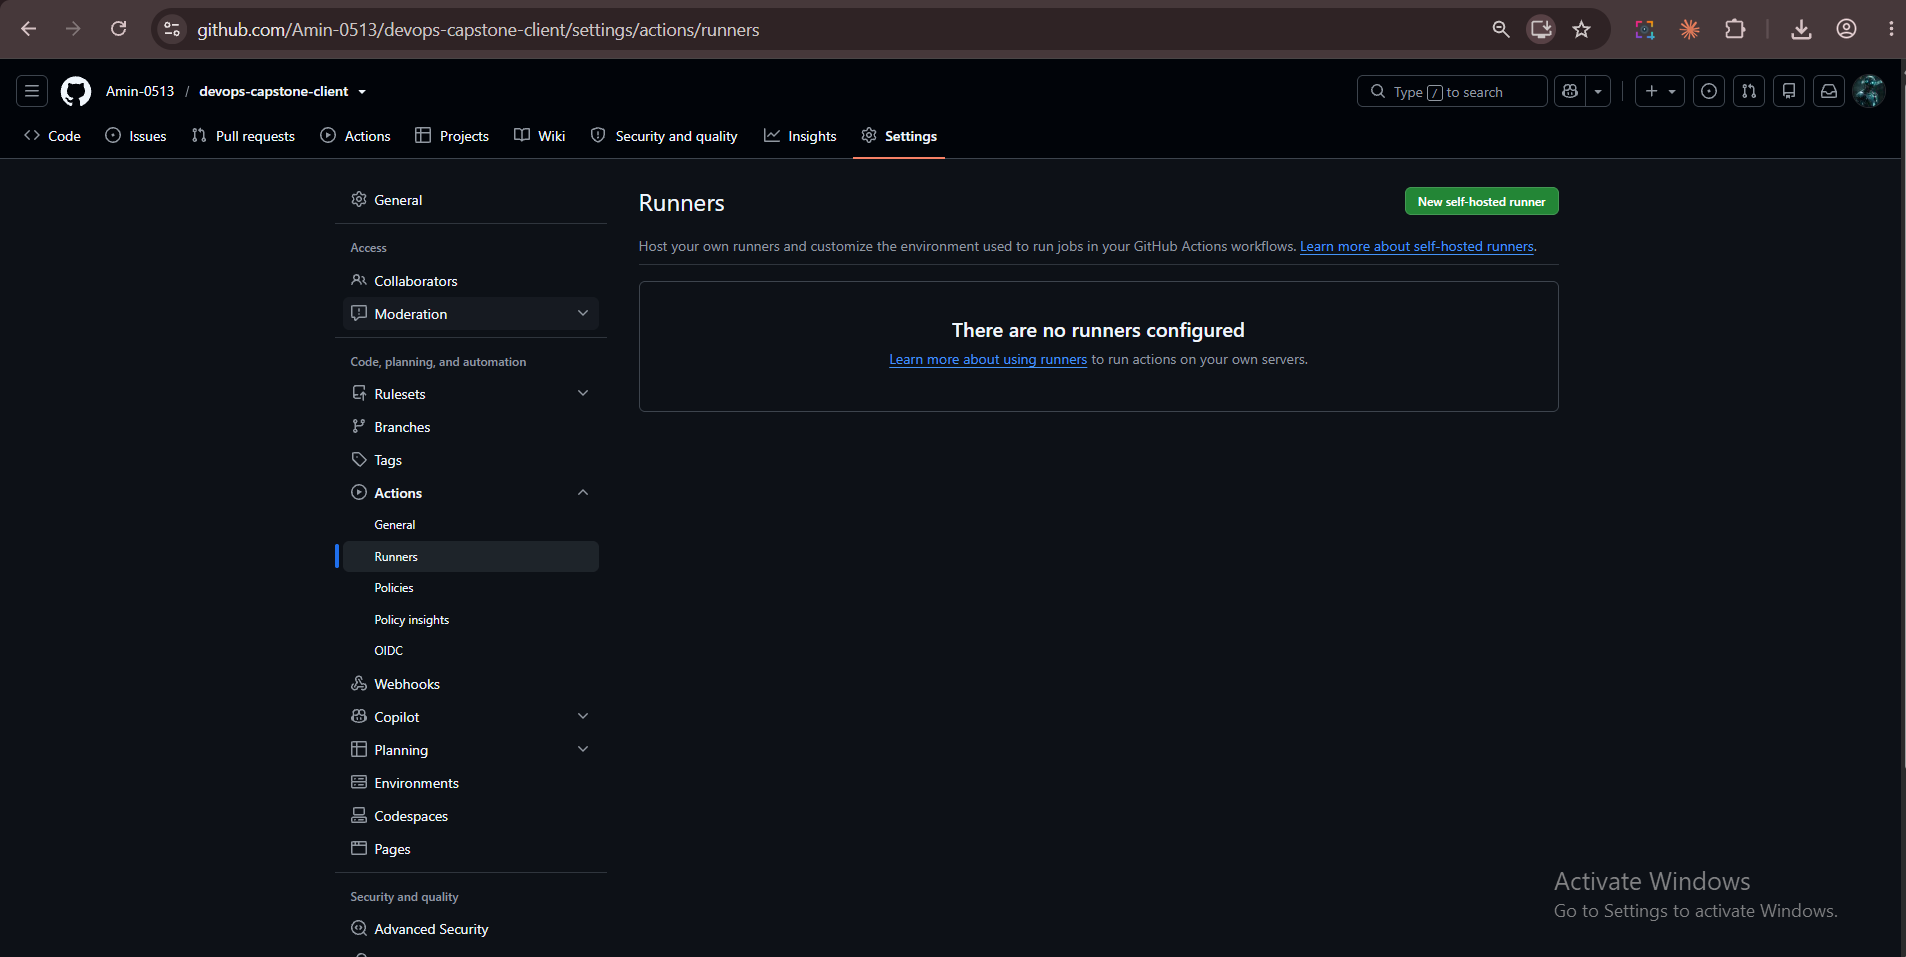 github.com/Amin-0513/devops-capstone-client/settings/actions/runners
Amin-0513 / devops-capstone-client
Type / to search
Code Issues Pull requests Actions Projects Wiki Security and quality Insights Settings
General
Access
Collaborators
Moderation
Code, planning, and automation
Rulesets
Branches
Tags
Actions
General
Runners
Policies
Policy insights
OIDC
Webhooks
Copilot
Planning
Environments
Codespaces
Pages
Security and quality
Advanced Security
Runners
New self-hosted runner
Host your own runners and customize the environment used to run jobs in your GitHub Actions workflows. Learn more about self-hosted runners.
There are no runners configured
Learn more about using runners to run actions on your own servers.
Activate Windows
Go to Settings to activate Windows.